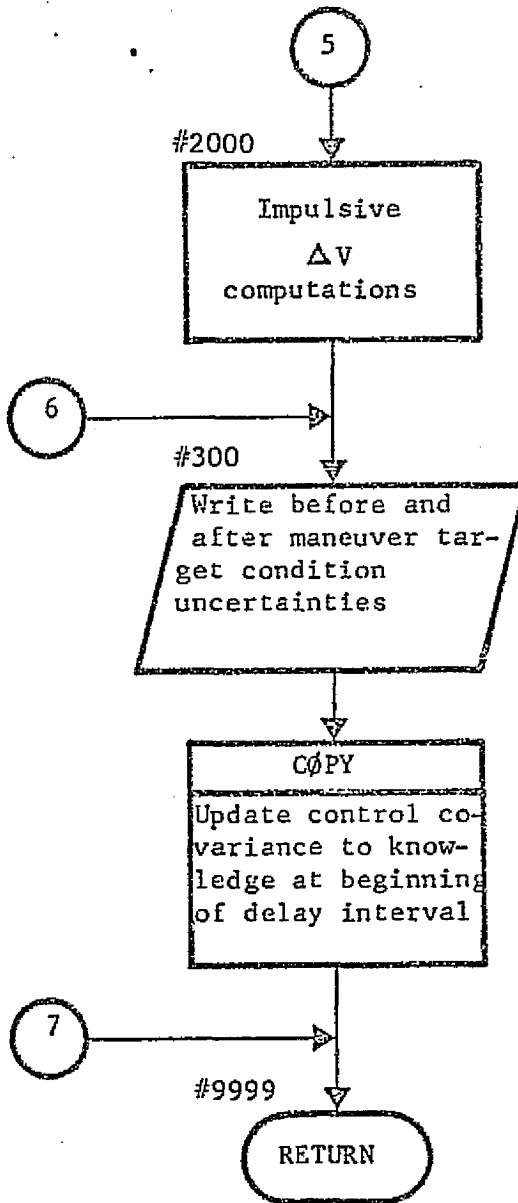 5
#2000
Impulsive
ΔV
computations
6
#300
Write before and
after maneuver tar-
get condition
uncertainties
CØPY
Update control co-
variance to know-
ledge at beginning
of delay interval
7
#9999
RETURN